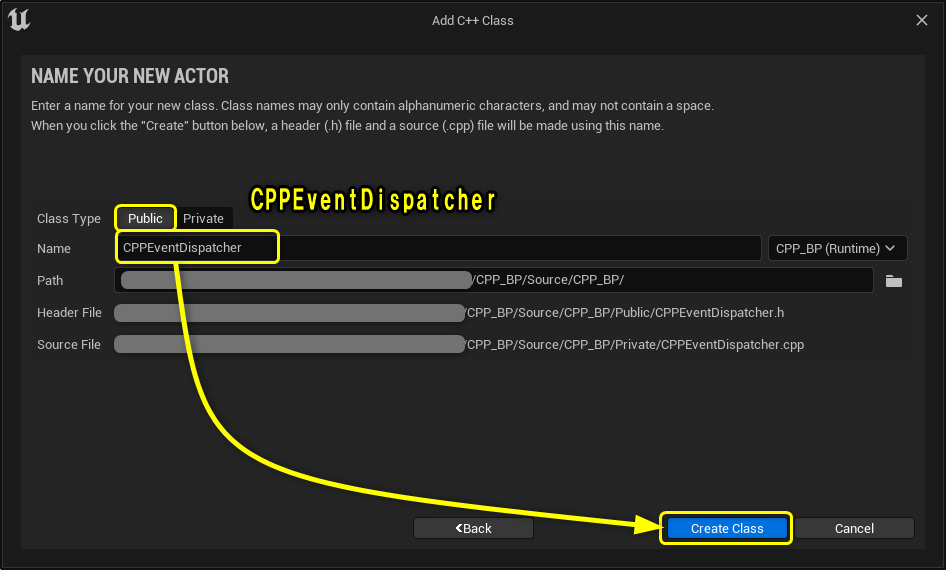 Add C++ Class
NAME YOUR NEW ACTOR
Enter a name for your new class. Class names may only contain alphanumeric characters, and may not contain a space.
When you click the "Create" button below, a header (.h) file and a source (.cpp) file will be made using this name.
CPPEventDispatcher
Class Type Public Private
Name CPPEventDispatcher CPP_BP (Runtime)
Path /CPP_BP/Source/CPP_BP/
Header File /CPP_BP/Source/CPP_BP/Public/CPPEventDispatcher.h
Source File /CPP_BP/Source/CPP_BP/Private/CPPEventDispatcher.cpp
Back Create Class Cancel